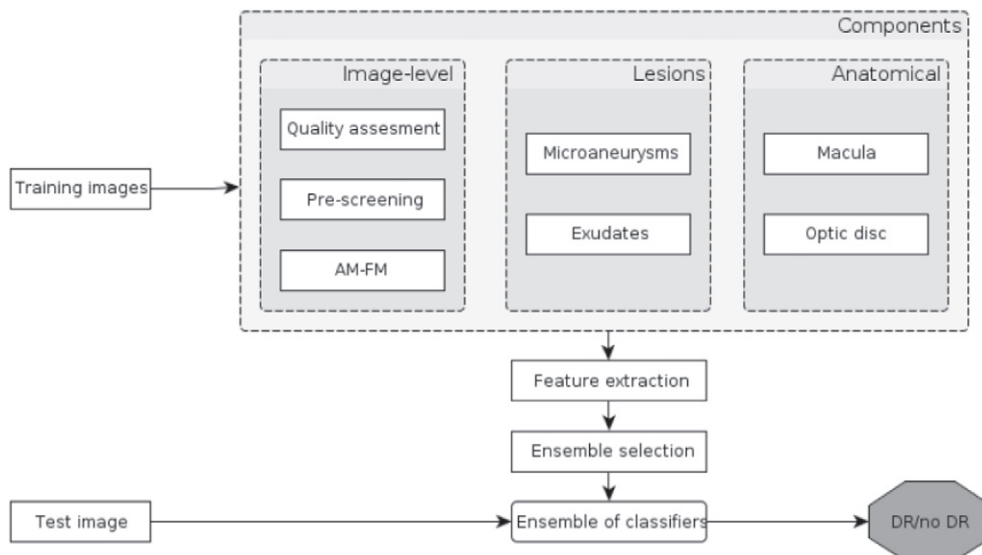 Components
Image-level
Lesions
Anatomical
Quality assesment
Pre-screening
AM-FM
Microaneurysms
Exudates
Macula
Optic disc
Training images
Feature extraction
Ensemble selection
Test image
Ensemble of classifiers
DR/no DR